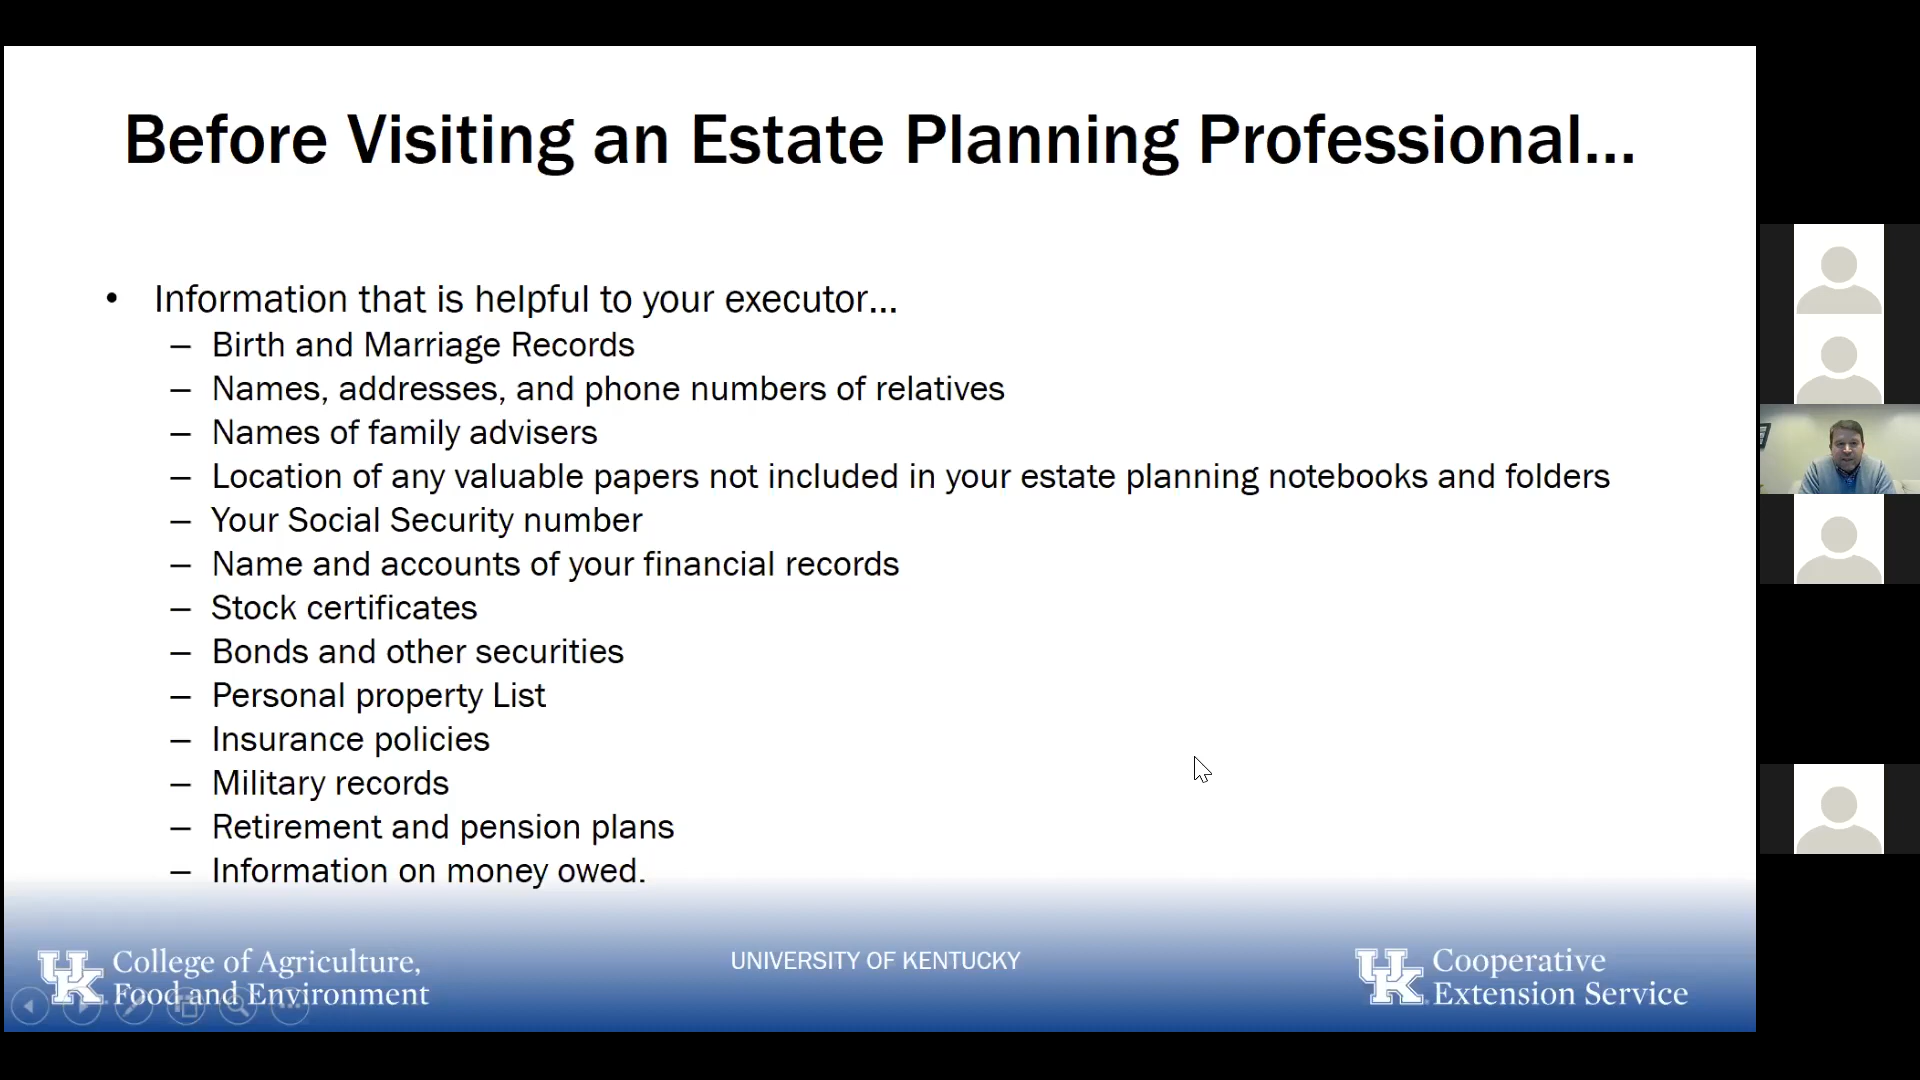 Before Visiting an Estate Planning Professional...
• Information that is helpful to your executor...
– Birth and Marriage Records
– Names, addresses, and phone numbers of relatives
– Names of family advisers
– Location of any valuable papers not included in your estate planning notebooks and folders
– Your Social Security number
– Name and accounts of your financial records
– Stock certificates
– Bonds and other securities
– Personal property List
– Insurance policies
– Military records
– Retirement and pension plans
– Information on money owed.
UK College of Agriculture,
Food and Environment
UNIVERSITY OF KENTUCKY
UK Cooperative
Extension Service